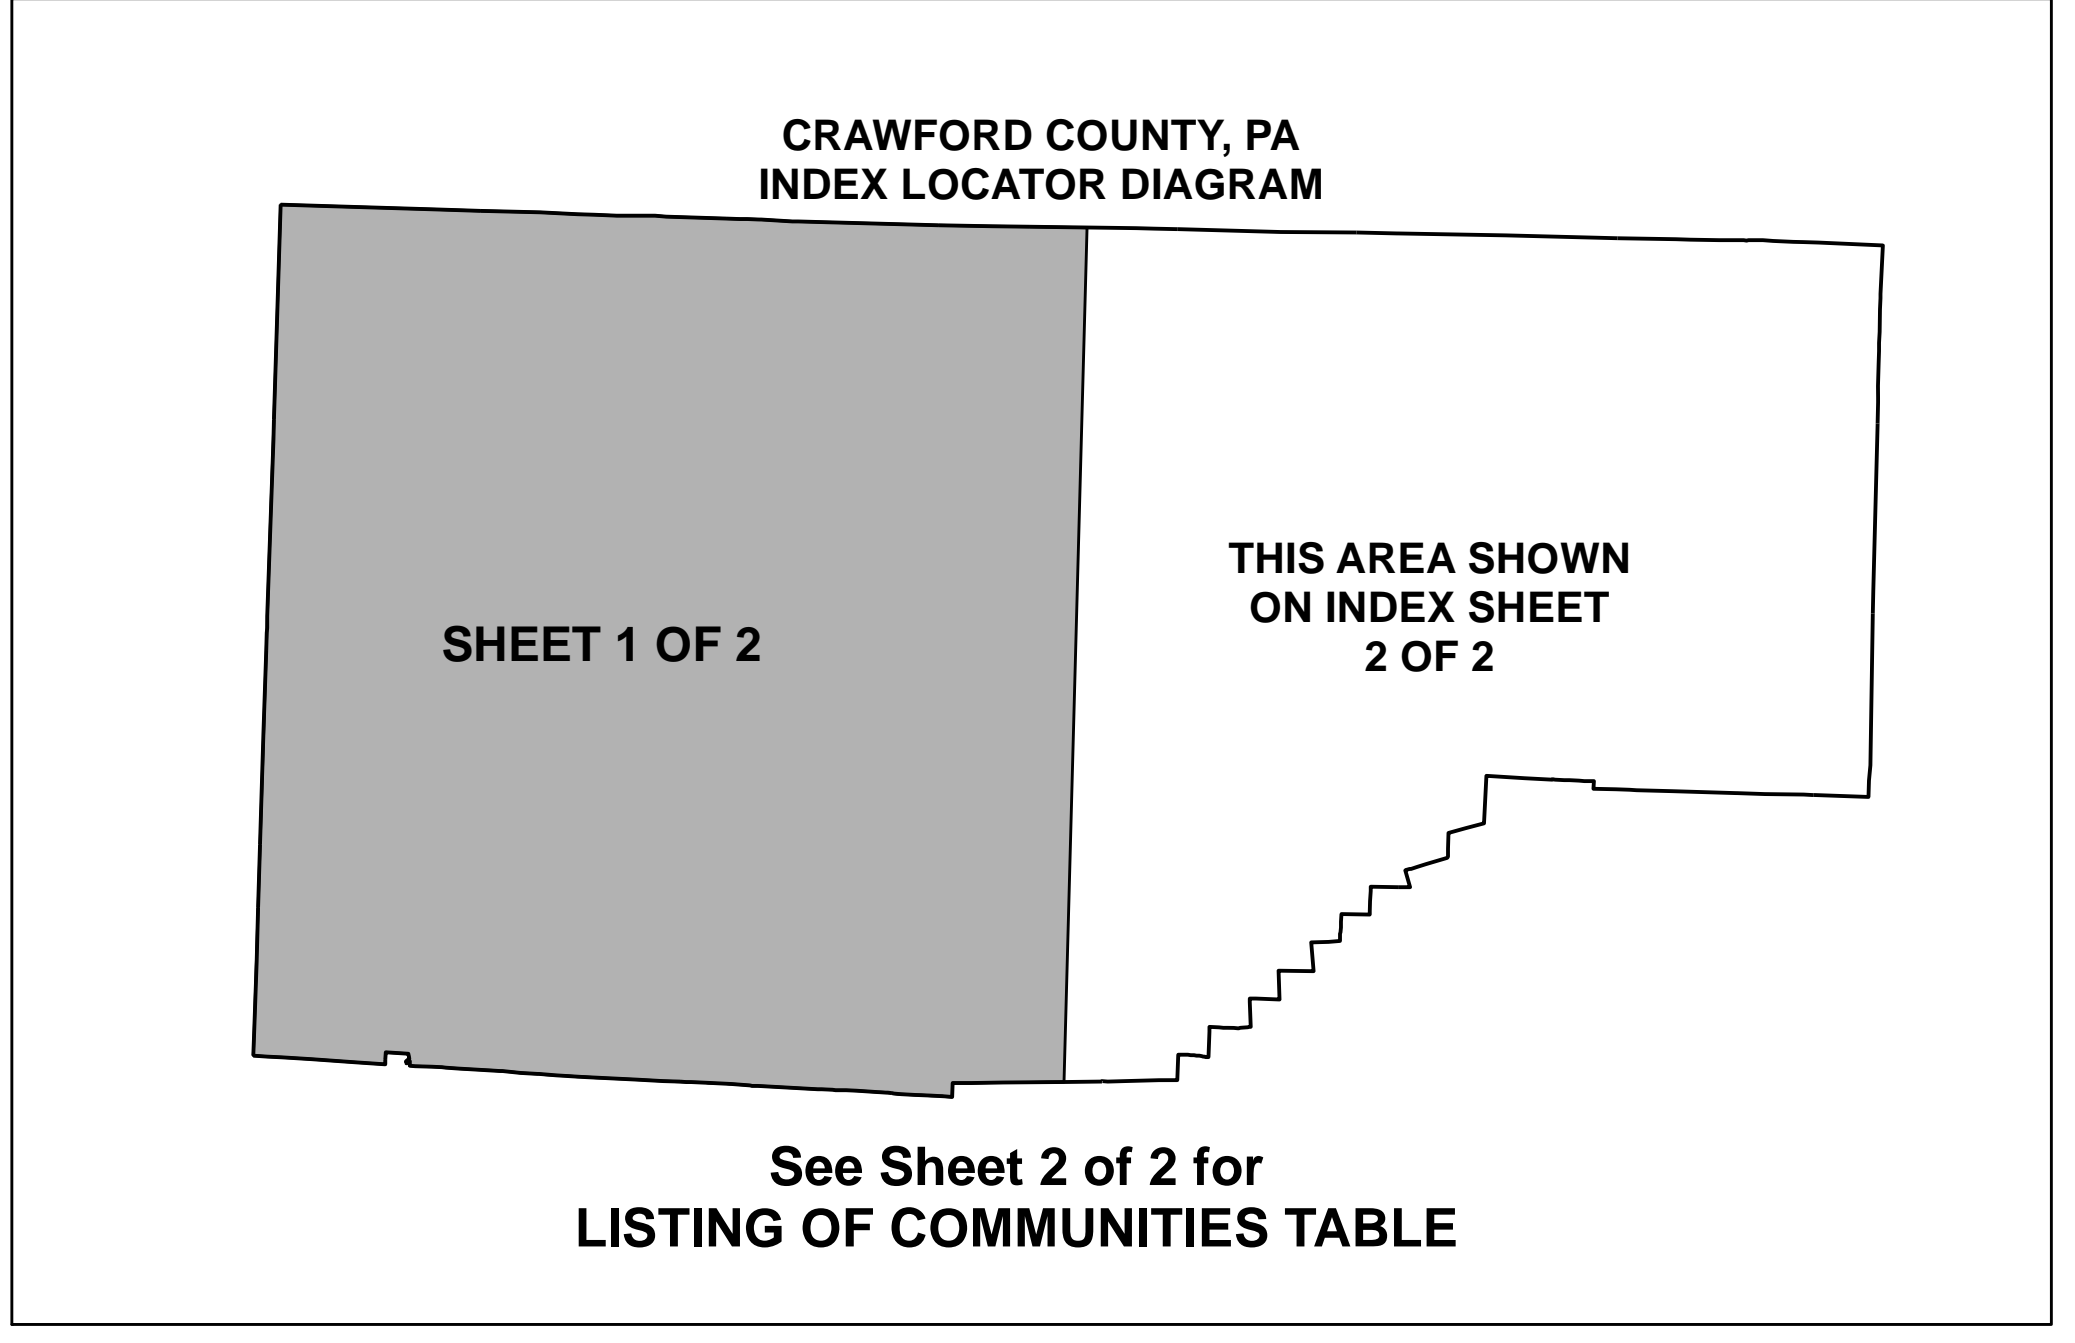 CRAWFORD COUNTY, PA
INDEX LOCATOR DIAGRAM
SHEET 1 OF 2
THIS AREA SHOWN
ON INDEX SHEET
2 OF 2
See Sheet 2 of 2 for
LISTING OF COMMUNITIES TABLE